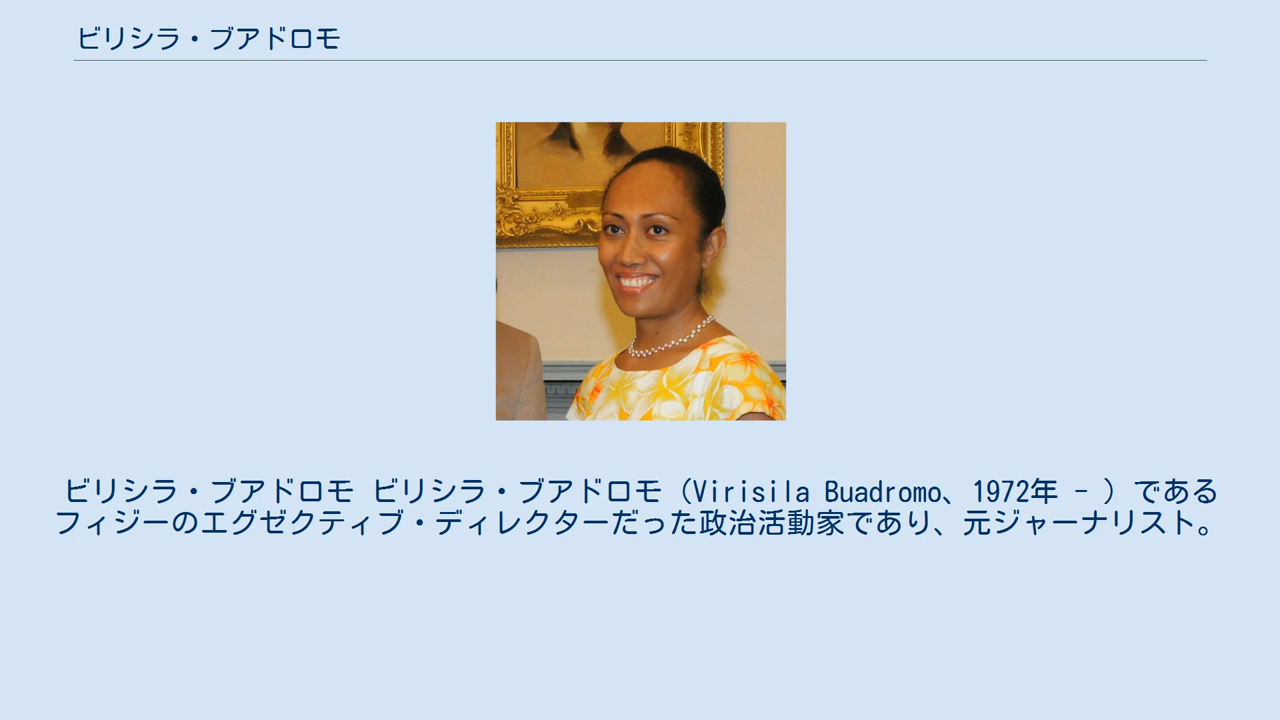 ビリシラ・ブアドロモ
ビリシラ・ブアドロモ ビリシラ・ブアドロモ（Virisila Buadromo、1972年 - ）である
フィジーのエグゼクティブ・ディレクターだった政治活動家であり、元ジャーナリスト。